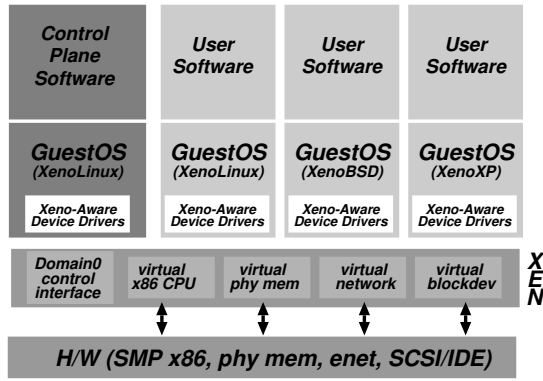 Control
Plane
Software
User
Software
User
Software
User
Software
GuestOS
(XenoLinux)
Xeno-Aware
Device Drivers
GuestOS
(XenoLinux)
Xeno-Aware
Device Drivers
GuestOS
(XenoBSD)
Xeno-Aware
Device Drivers
GuestOS
(XenoXP)
Xeno-Aware
Device Drivers
Domain0
control
interface
virtual
x86 CPU
virtual
phy mem
virtual
network
virtual
blockdev
X
E
N
H/W (SMP x86, phy mem, enet, SCSI/IDE)